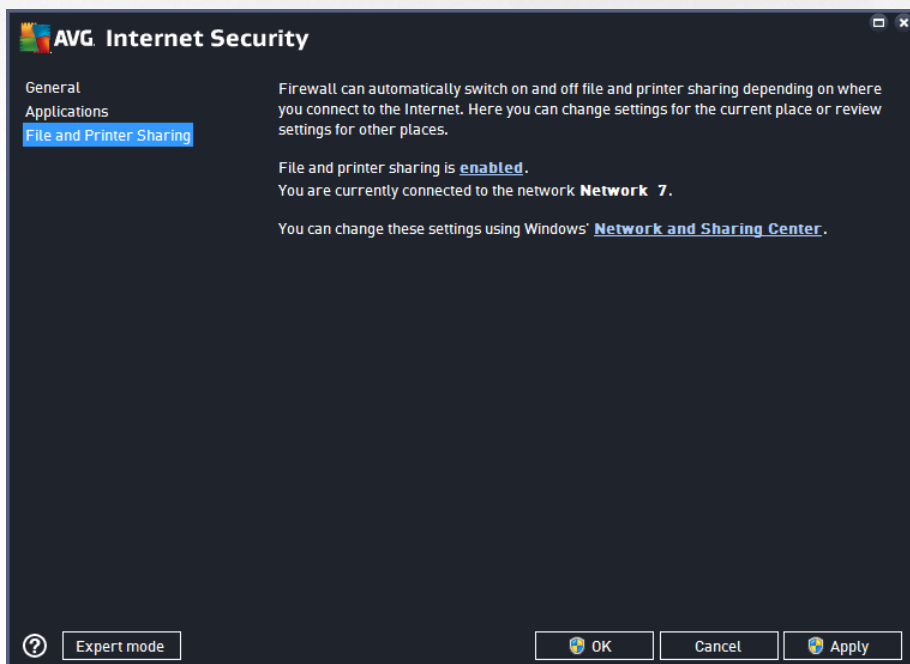 AVG. Internet Security
General
Applications
File and Printer Sharing
Firewall can automatically switch on and off file and printer sharing depending on where
you connect to the Internet. Here you can change settings for the current place or review
settings for other places.
File and printer sharing is enabled.
You are currently connected to the network Network 7.
You can change these settings using Windows' Network and Sharing Center.
? Expert mode
OK
Cancel
Apply